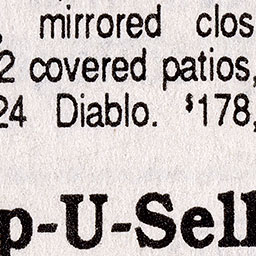 , mirrored clos
2 covered patios,
24 Diablo. $178,
p-U-Sell